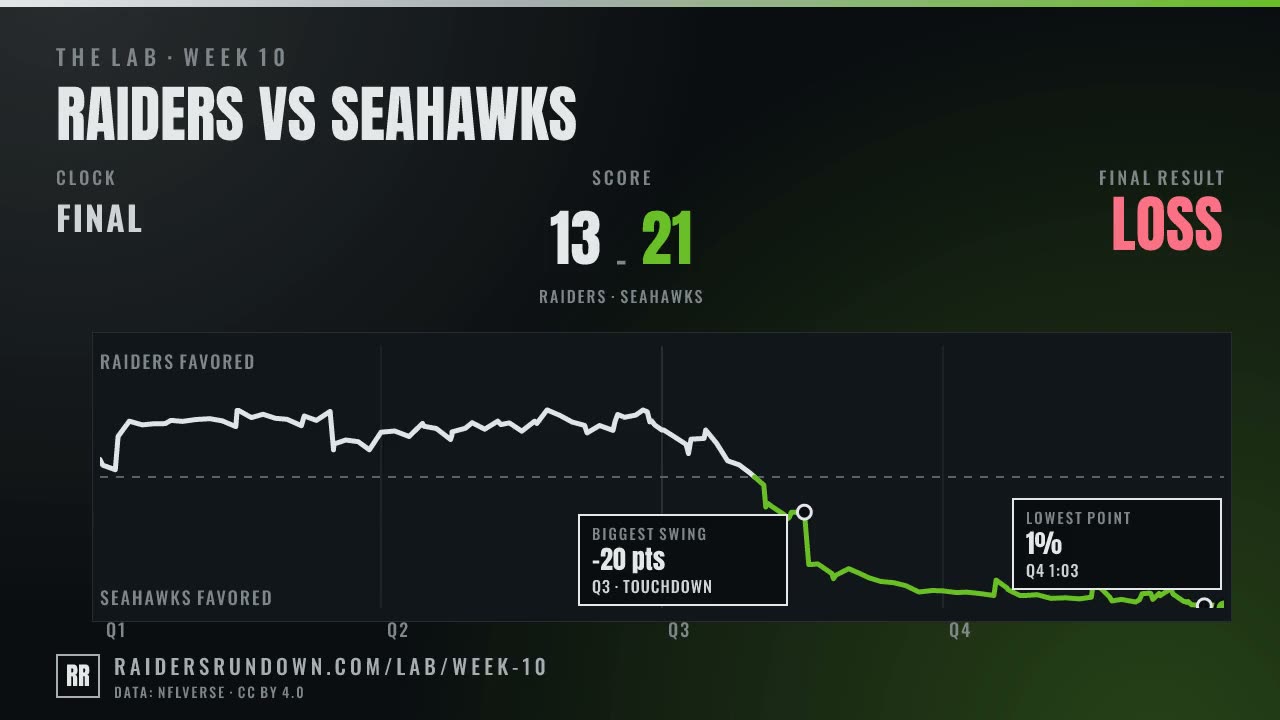 THE LAB · WEEK 10
RAIDERS VS SEAHAWKS
CLOCK
FINAL
SCORE
13 - 21
RAIDERS · SEAHAWKS
FINAL RESULT
LOSS
RAIDERS FAVORED
BIGGEST SWING
-20 pts
Q3 · TOUCHDOWN
LOWEST POINT
1%
Q4 1:03
SEAHAWKS FAVORED
Q1 Q2 Q3 Q4
RR
RAIDERSRUNDOWN.COM/LAB/WEEK-10
DATA: NFLVERSE · CC BY 4.0